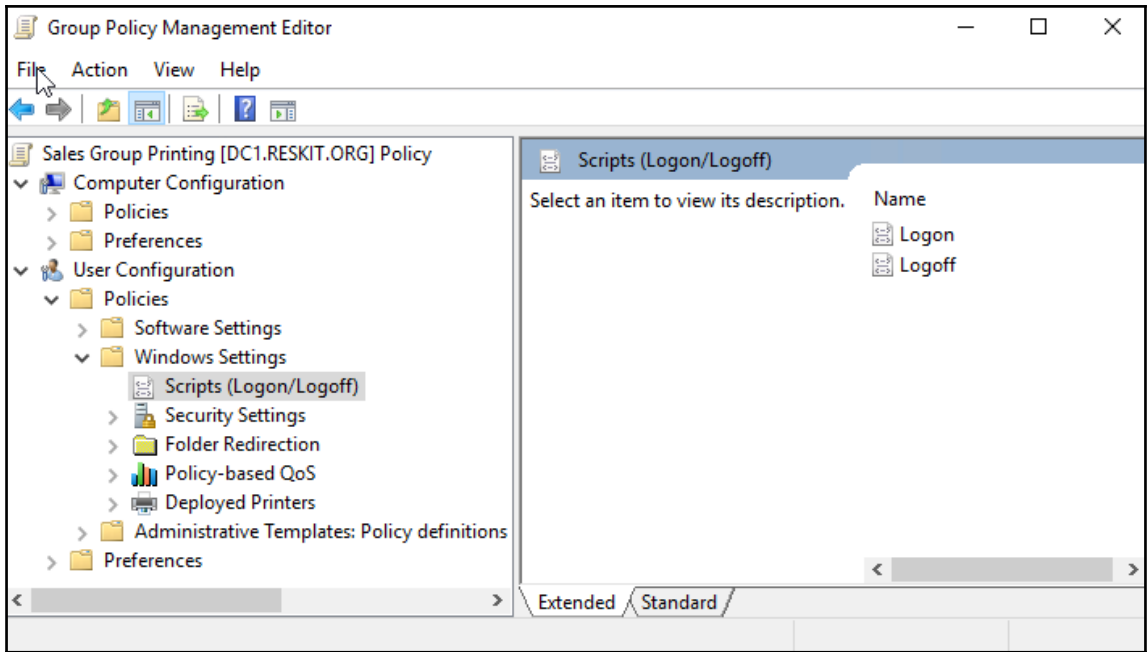 Group Policy Management Editor
File Action View Help
Sales Group Printing [DC1.RESKIT.ORG] Policy
Computer Configuration
Policies
Preferences
User Configuration
Policies
Software Settings
Windows Settings
Scripts (Logon/Logoff)
Security Settings
Folder Redirection
Policy-based QoS
Deployed Printers
Administrative Templates: Policy definitions
Preferences
Scripts (Logon/Logoff)
Select an item to view its description.
Name
Logon
Logoff
Extended Standard